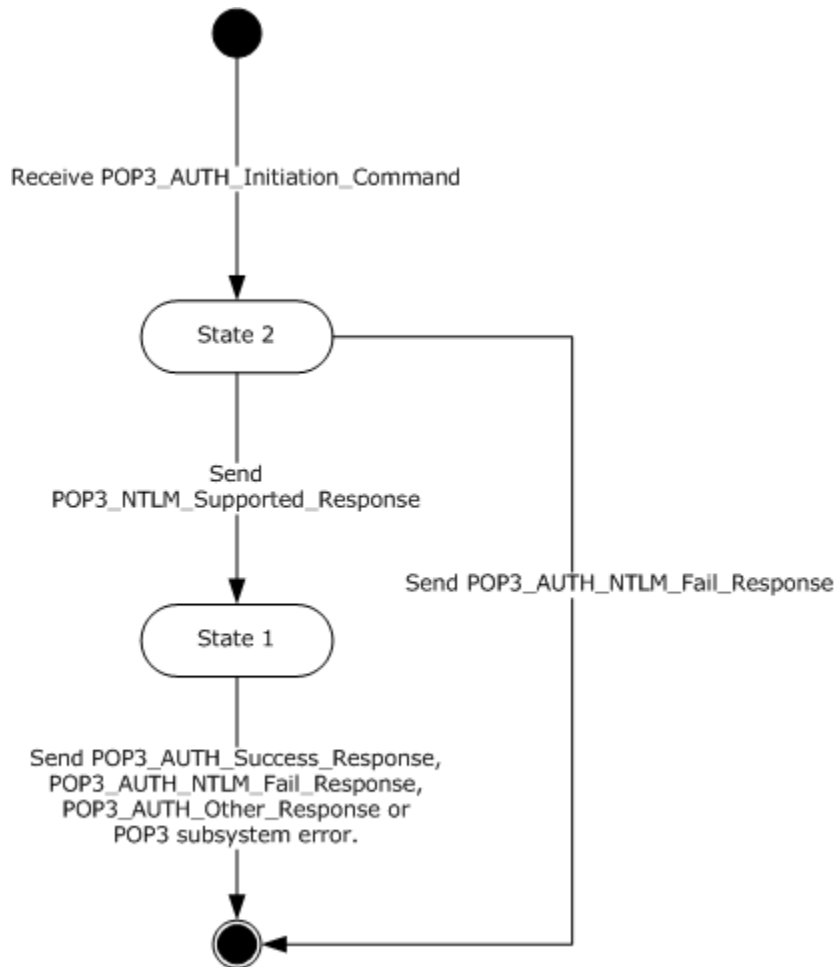 Receive POP3_AUTH_Initiation_Command
State 2
Send
POP3_NTLM_Supported_Response
Send POP3_AUTH_NTLM_Fail_Response
State 1
Send POP3_AUTH_Success_Response,
POP3_AUTH_NTLM_Fail_Response,
POP3_AUTH_Other_Response or
POP3 subsystem error.